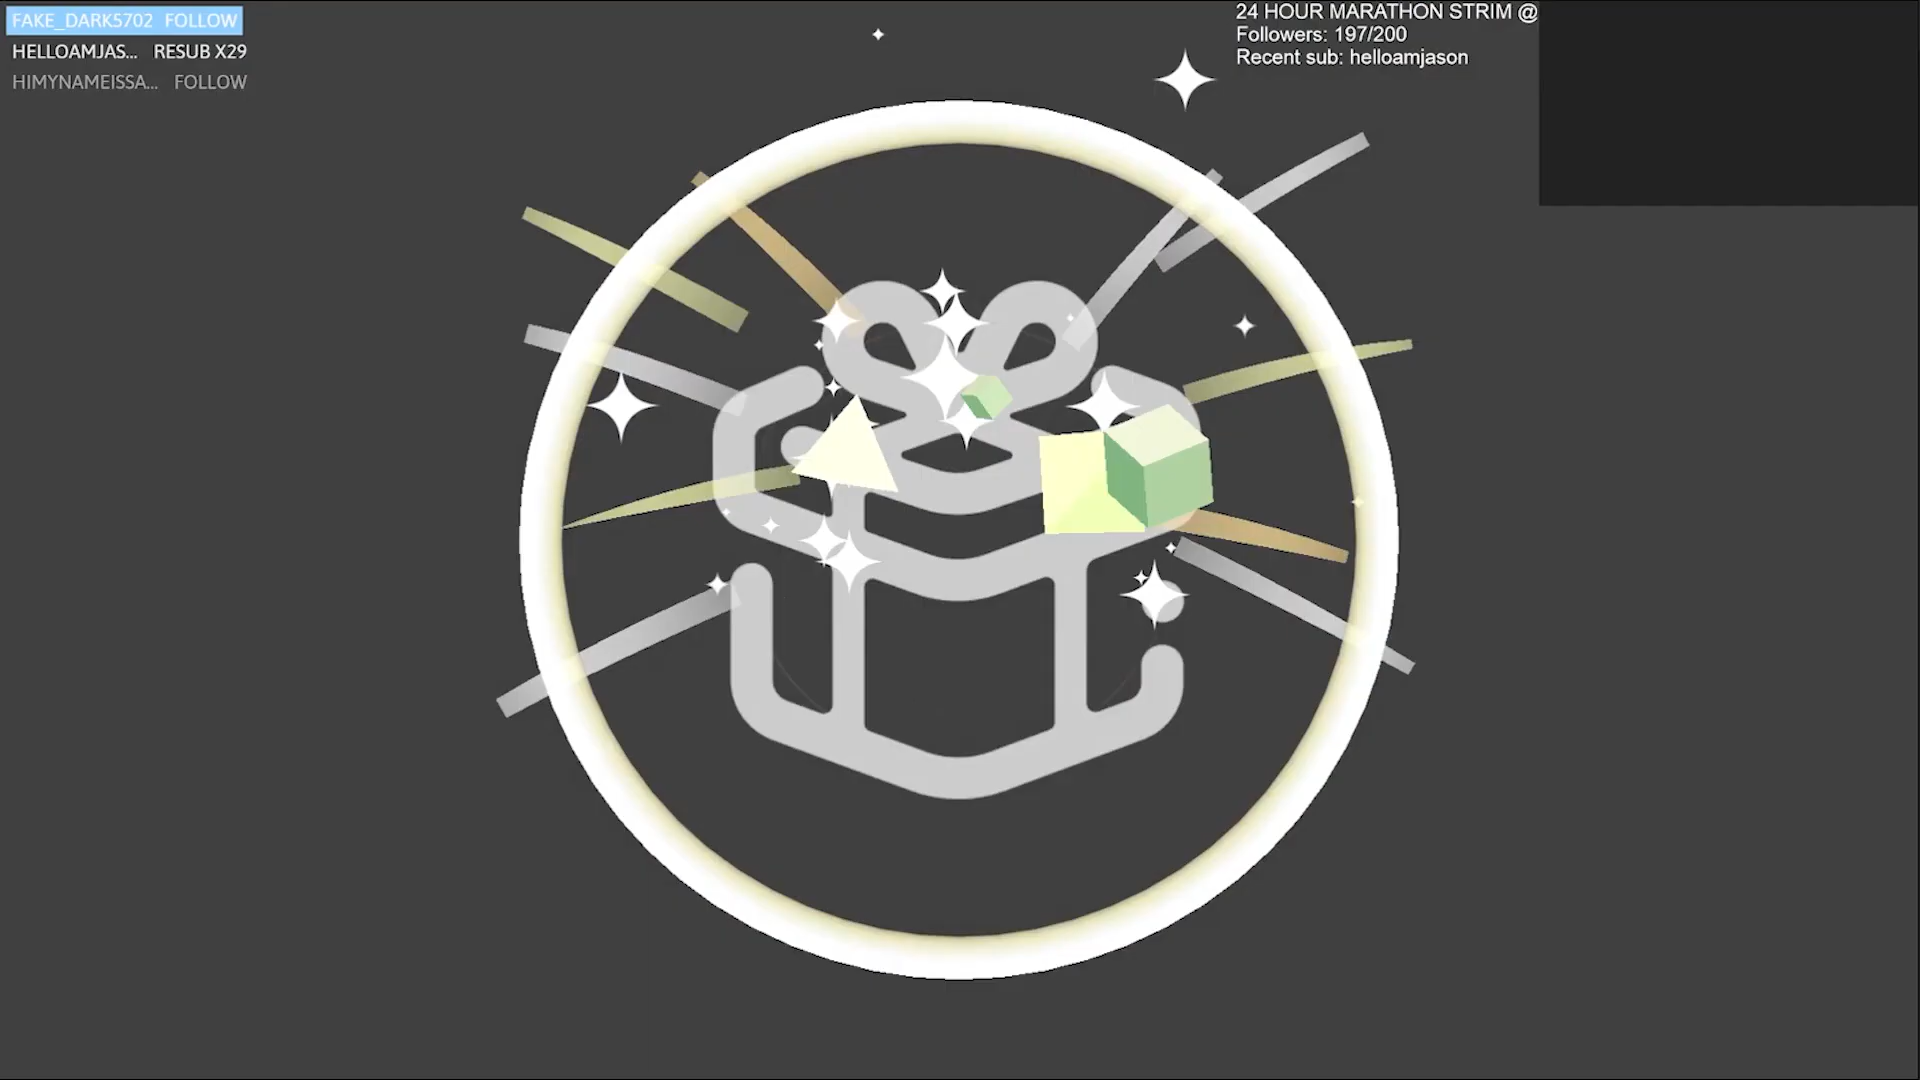 FAKE_DARK5702 FOLLOW
HELLOAMJAS... RESUB X29
HIMYNAMEISSA... FOLLOW
24 HOUR MARATHON STRIM @
Followers: 197/200
Recent sub: helloamjason